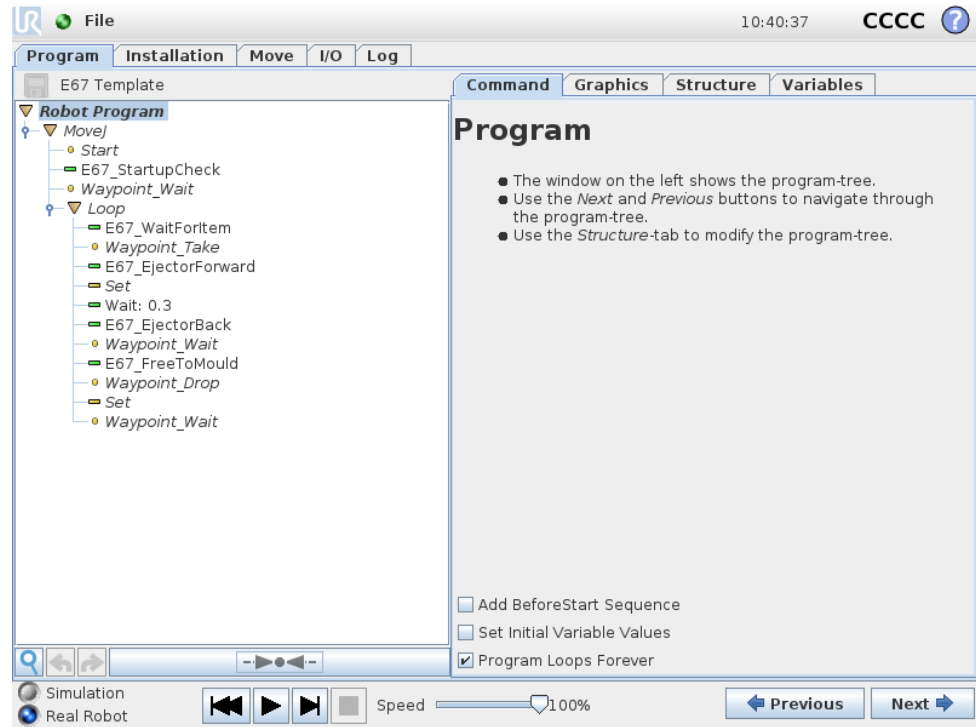 UR File 10:40:37 CCCC ?
Program Installation Move I/O Log
E67 Template
Command Graphics Structure Variables
Robot Program
MoveJ
Start
E67_StartupCheck
Waypoint_Wait
Loop
E67_WaitForItem
Waypoint_Take
E67_EjectorForward
Set
Wait: 0.3
E67_EjectorBack
Waypoint_Wait
E67_FreeToMould
Waypoint_Drop
Set
Waypoint_Wait
Program
The window on the left shows the program-tree.
Use the Next and Previous buttons to navigate through
the program-tree.
Use the Structure-tab to modify the program-tree.
Add BeforeStart Sequence
Set Initial Variable Values
Program Loops Forever
Simulation
Real Robot
Speed 100%
Previous Next